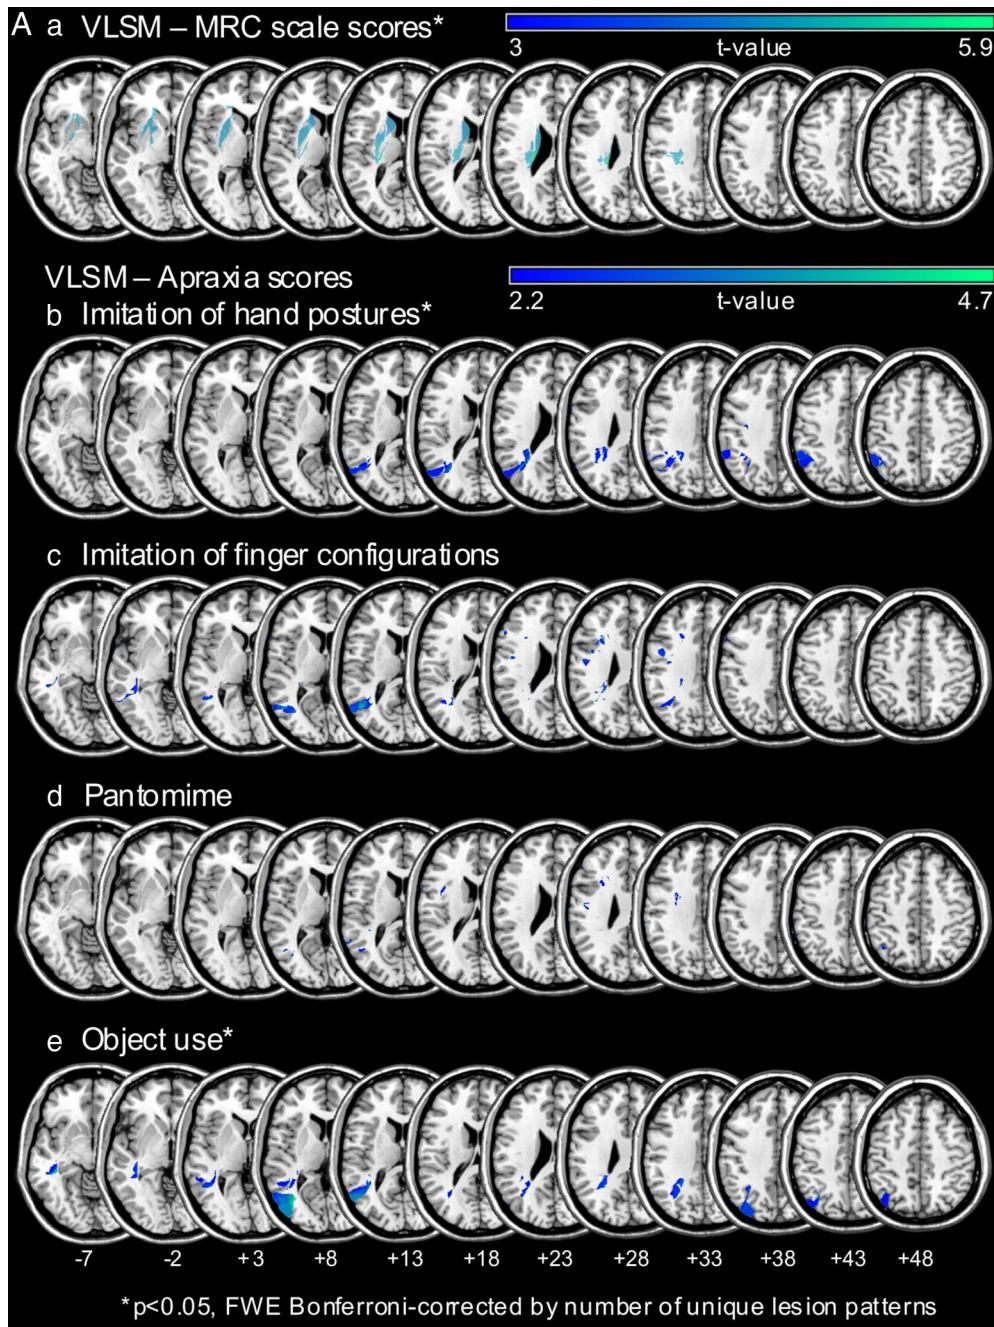 A a VLSM – MRC scale scores*
3 t-value 5.9
VLSM – Apraxia scores
2.2 t-value 4.7
b Imitation of hand postures*
c Imitation of finger configurations
d Pantomime
e Object use*
-7 -2 +3 +8 +13 +18 +23 +28 +33 +38 +43 +48
*p<0.05, FWE Bonferroni-corrected by number of unique lesion patterns